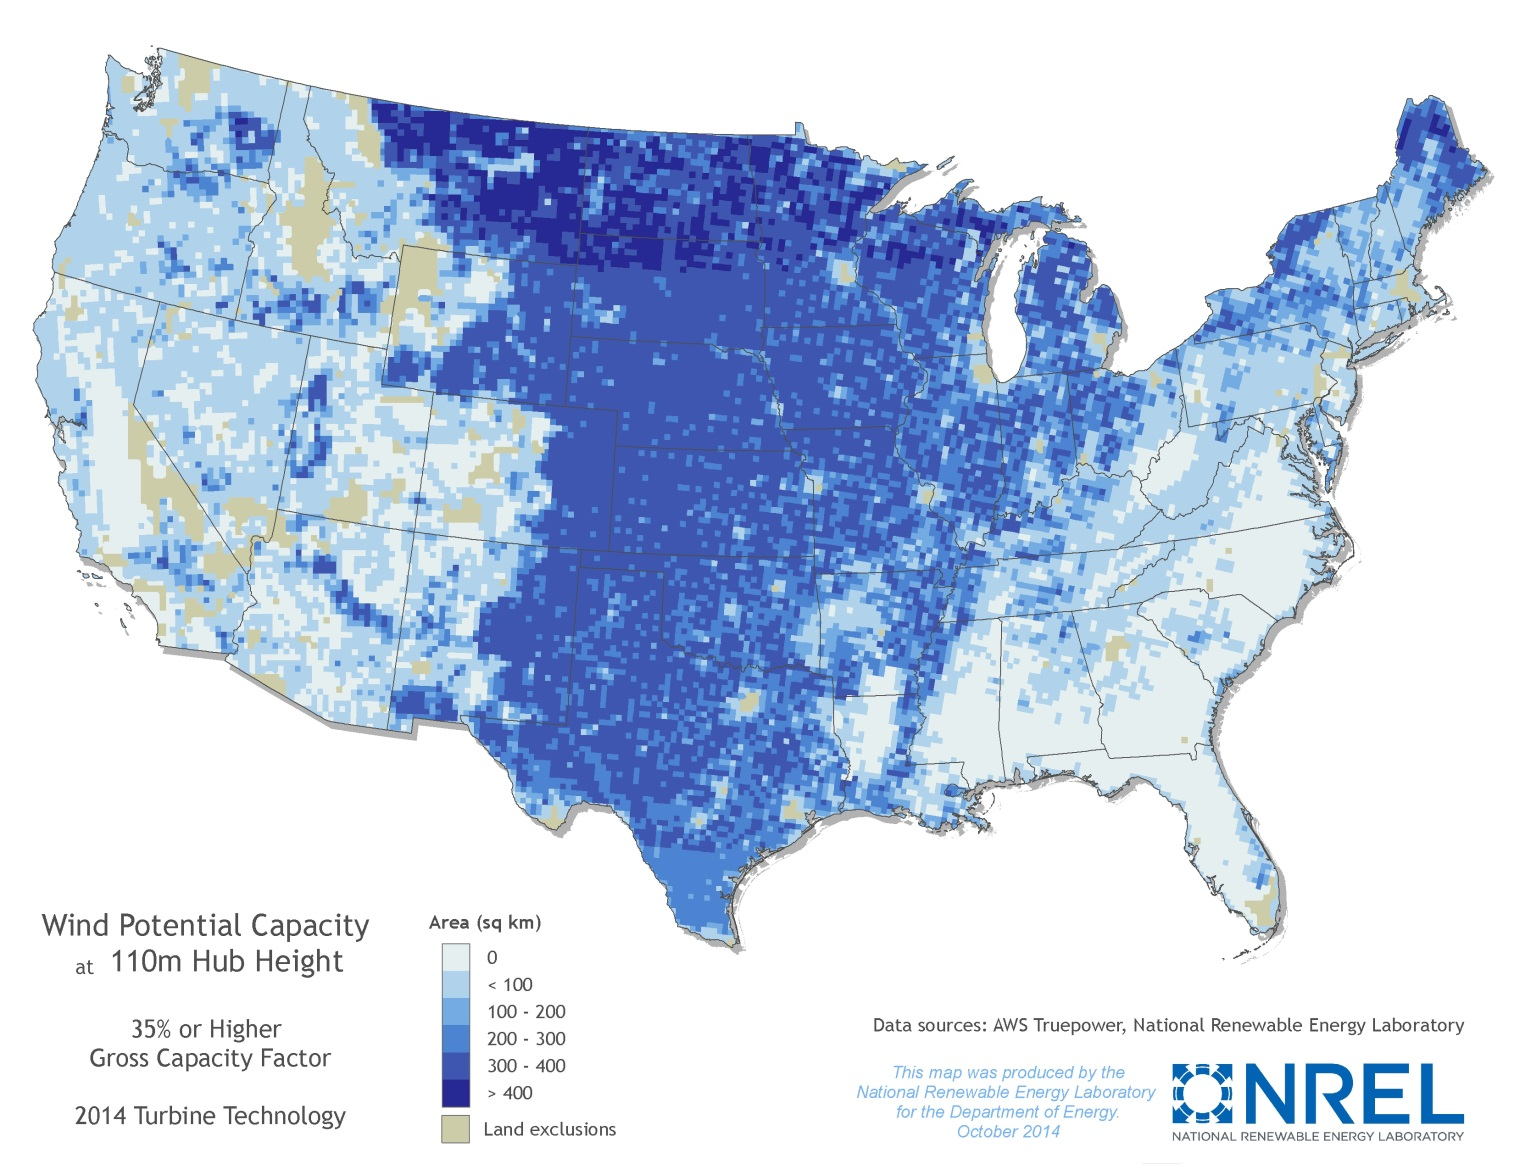 Wind Potential Capacity
at 110m Hub Height
35% or Higher
Gross Capacity Factor
2014 Turbine Technology
Area (sq km)
0
< 100
100 - 200
200 - 300
300 - 400
> 400
Land exclusions
Data sources: AWS Truepower, National Renewable Energy Laboratory
This map was produced by the
National Renewable Energy Laboratory
for the Department of Energy.
October 2014
NREL
NATIONAL RENEWABLE ENERGY LABORATORY